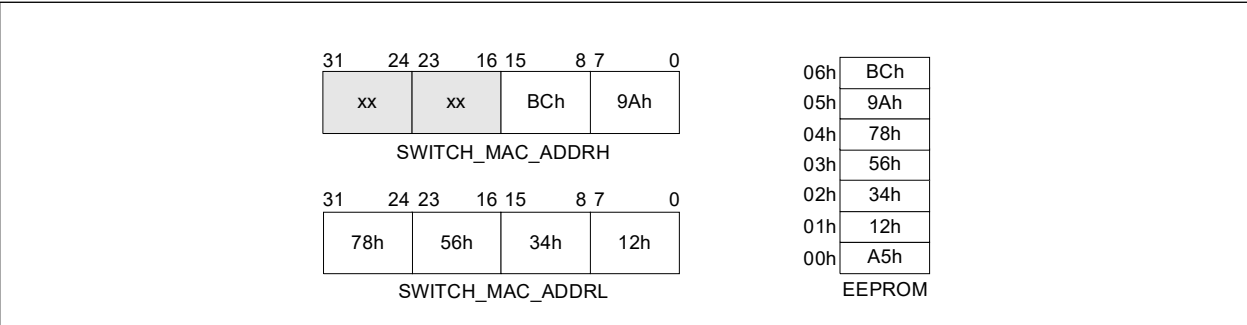 31 24 23 16 15 8 7 0
xx xx BCh 9Ah
SWITCH_MAC_ADDRH
31 24 23 16 15 8 7 0
78h 56h 34h 12h
SWITCH_MAC_ADDRL
06h BCh
05h 9Ah
04h 78h
03h 56h
02h 34h
01h 12h
00h A5h
EEPROM